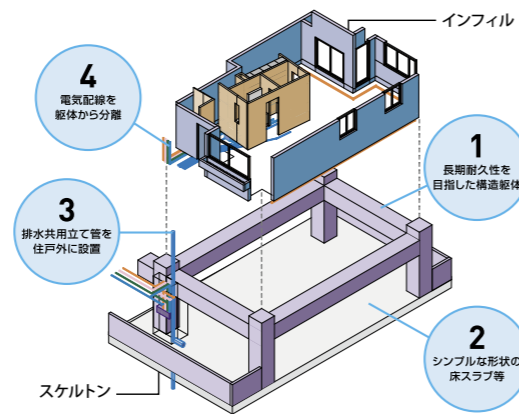 インフィル
4
電気配線を
躯体から分離
1
長期耐久性を
目指した構造躯体
3
排水共用立て管を
住戸外に設置
2
シンプルな形状の
床スラブ等
スケルトン